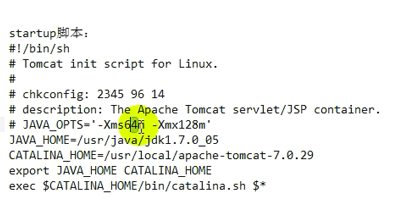 startup脚本:
#!/bin/sh
# Tomcat init script for Linux.
#
# chkconfig: 2345 96 14
# description: The Apache Tomcat servlet/JSP container.
# JAVA_OPTS='-Xms64m -Xmx128m'
JAVA_HOME=/usr/java/jdk1.7.0_05
CATALINA_HOME=/usr/local/apache-tomcat-7.0.29
export JAVA_HOME CATALINA_HOME
exec $CATALINA_HOME/bin/catalina.sh $*